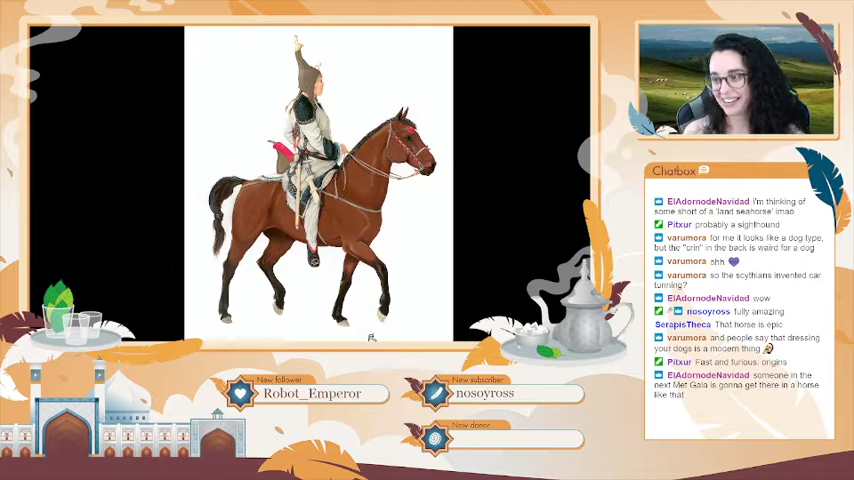 Chatbox
ElAdornodeNavidad i'm thinking of
some short of a 'land seahorse' lmao
Pitxur probably a sighthound
varumora for me it looks like a dog type,
but the "crin" in the back is waird for a dog
varumora ohh
varumora so the scythians invented car
tunning?
ElAdornodeNavidad wow
nosoyross fully amazing
SerapisTheca That horse is epic
varumora and people say that dressing
your dogs is a modern thing
Pitxur Fast and furious: origins
ElAdornodeNavidad someone in the
next Met Gala is gonna get there in a horse
like that
New follower
Robot_Emperor
New subscriber
nosoyross
New donor